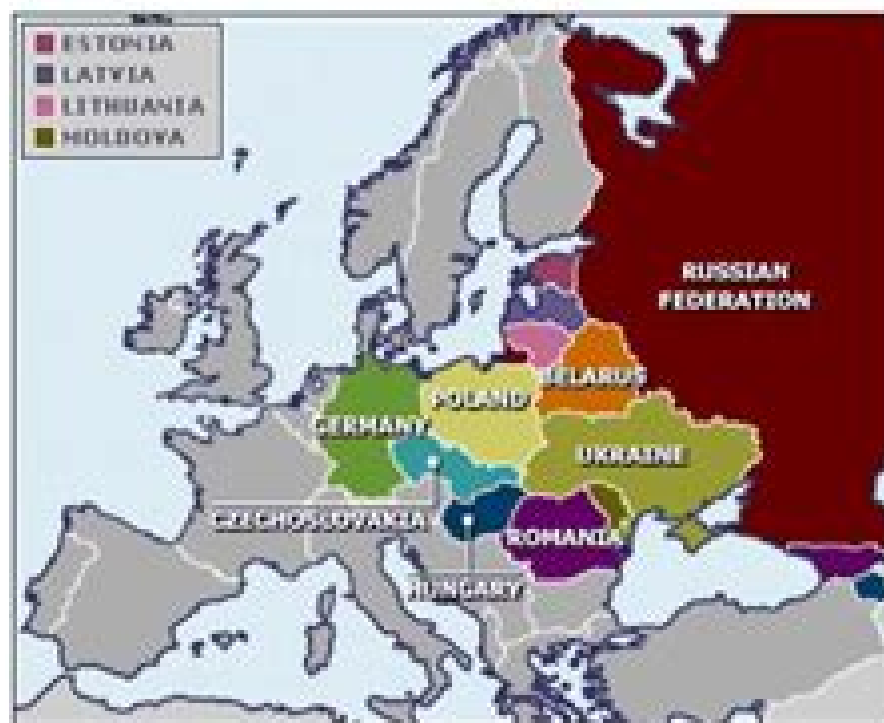 ESTONIA
LATVIA
LITHUANIA
MOLDOVA
RUSSIAN
FEDERATION
BELARUS
POLAND
GERMANY
UKRAINE
CZECHOSLOVAKIA
ROMANIA
HUNGARY